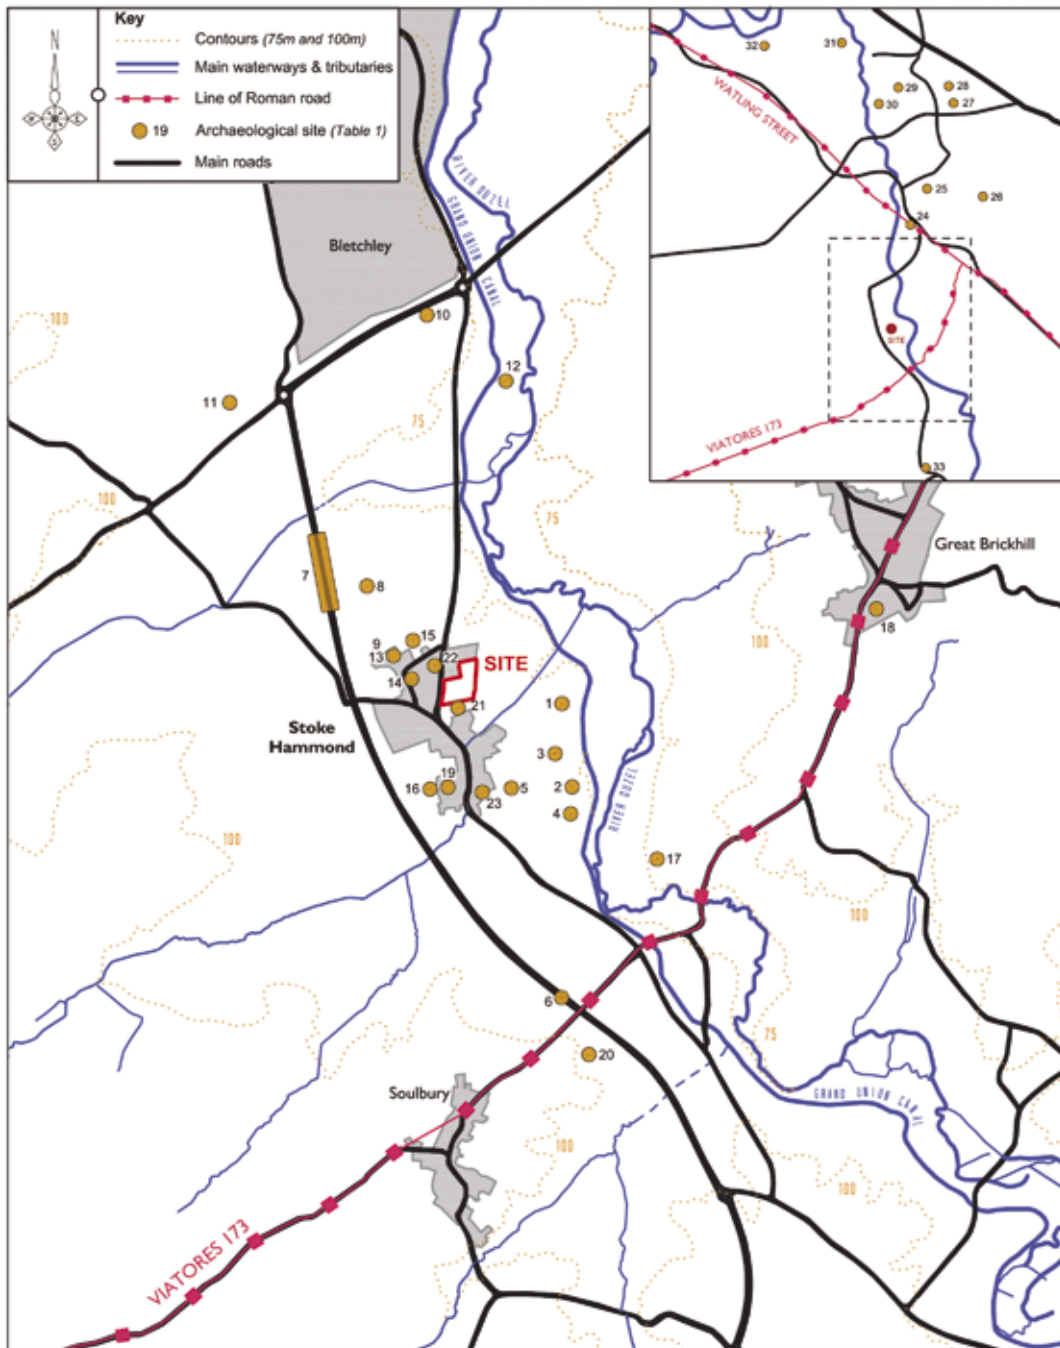 Key
Contours (75m and 100m)
Main waterways & tributaries
Line of Roman road
19 Archaeological site (Table 1)
Main roads
N
W
E
S
32
31
29
28
30
27
WATLING STREET
25
26
24
SITE
VIATORES 173
33
RIVER OUZEL
GRAND UNION CANAL
Bletchley
100
10
12
11
75
100
75
Great Brickhill
7
8
18
15
9
13
22
SITE
14
100
1
21
Stoke
Hammond
3
19
16
5
2
23
4
RIVER OUZEL
100
17
100
6
75
20
Soulbury
GRAND UNION CANAL
100
100
VIATORES 173